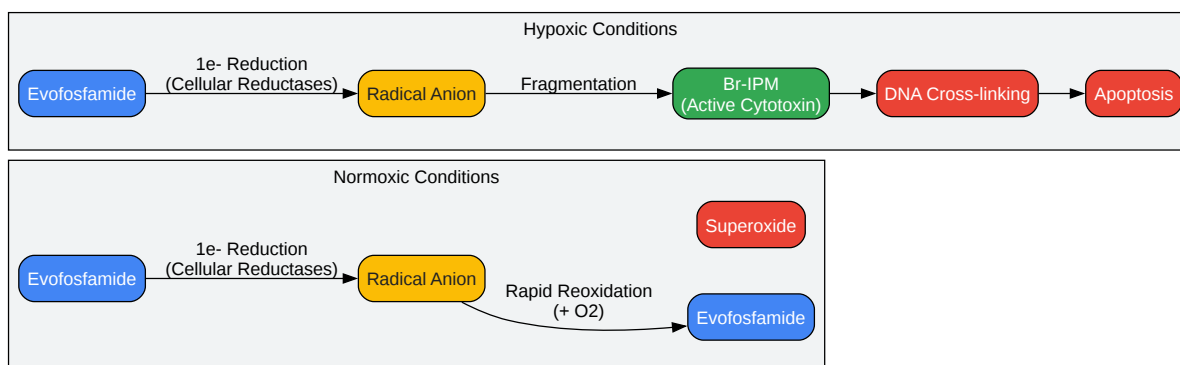 Hypoxic Conditions
Evofosfamide
1e- Reduction
(Cellular Reductases)
Radical Anion
Fragmentation
Br-IPM
(Active Cytotoxin)
DNA Cross-linking
Apoptosis
Normoxic Conditions
Superoxide
Evofosfamide
1e- Reduction
(Cellular Reductases)
Radical Anion
Rapid Reoxidation
(+ O2)
Evofosfamide